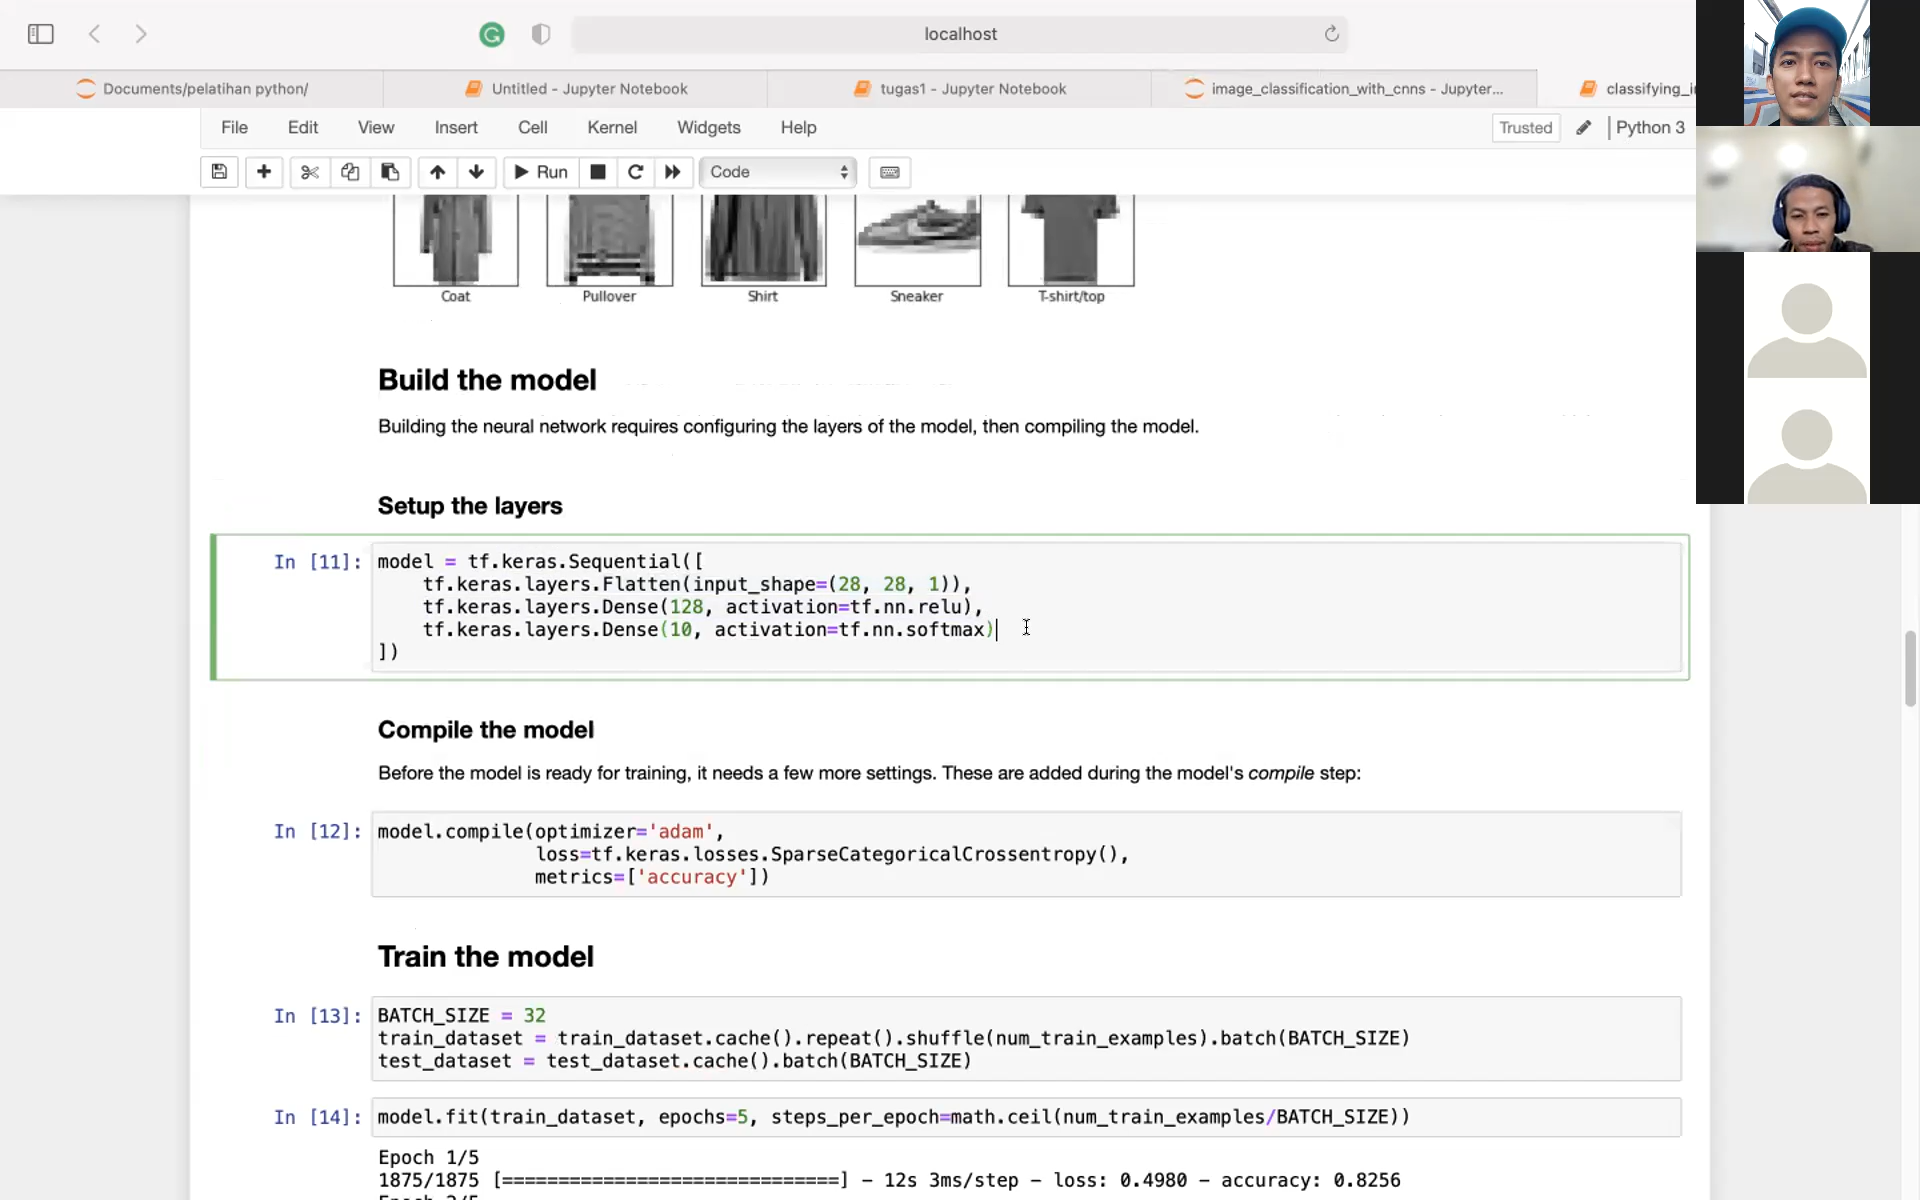 localhost
Documents/pelatihan python/
Untitled - Jupyter Notebook
tugas1 - Jupyter Notebook
image_classification_with_cnns - Jupyter...
File Edit View Insert Cell Kernel Widgets Help
Trusted
Python 3
Run
Code
Coat
Pullover
Shirt
Sneaker
T-shirt/top
Build the model
Building the neural network requires configuring the layers of the model, then compiling the model.
Setup the layers
In [11]:
model = tf.keras.Sequential([
    tf.keras.layers.Flatten(input_shape=(28, 28, 1)),
    tf.keras.layers.Dense(128, activation=tf.nn.relu),
    tf.keras.layers.Dense(10, activation=tf.nn.softmax)
])
Compile the model
Before the model is ready for training, it needs a few more settings. These are added during the model's compile step:
In [12]:
model.compile(optimizer='adam',
              loss=tf.keras.losses.SparseCategoricalCrossentropy(),
              metrics=['accuracy'])
Train the model
In [13]:
BATCH_SIZE = 32
train_dataset = train_dataset.cache().repeat().shuffle(num_train_examples).batch(BATCH_SIZE)
test_dataset = test_dataset.cache().batch(BATCH_SIZE)
In [14]:
model.fit(train_dataset, epochs=5, steps_per_epoch=math.ceil(num_train_examples/BATCH_SIZE))
Epoch 1/5
1875/1875 [==============================] – 12s 3ms/step – loss: 0.4980 – accuracy: 0.8256